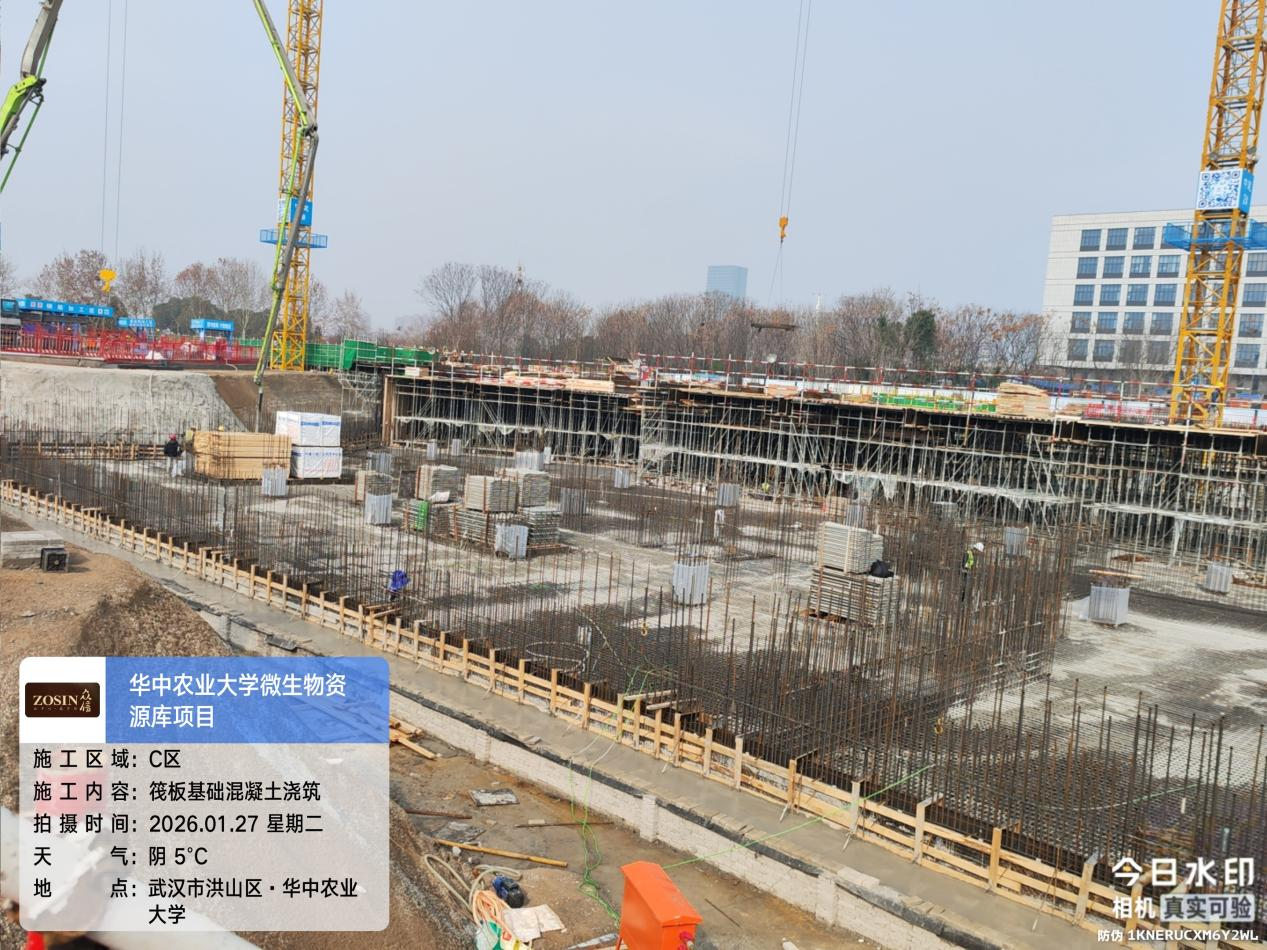 ZOSIN 众信
华中农业大学微生物资
源库项目
施工区域：C区
施工内容：筏板基础混凝土浇筑
拍摄时间：2026.01.27 星期二
天气：阴 5℃
地点：武汉市洪山区·华中农业
大学
今日水印
相机 真实可验
防伪 1KNERUCXM6Y2WL